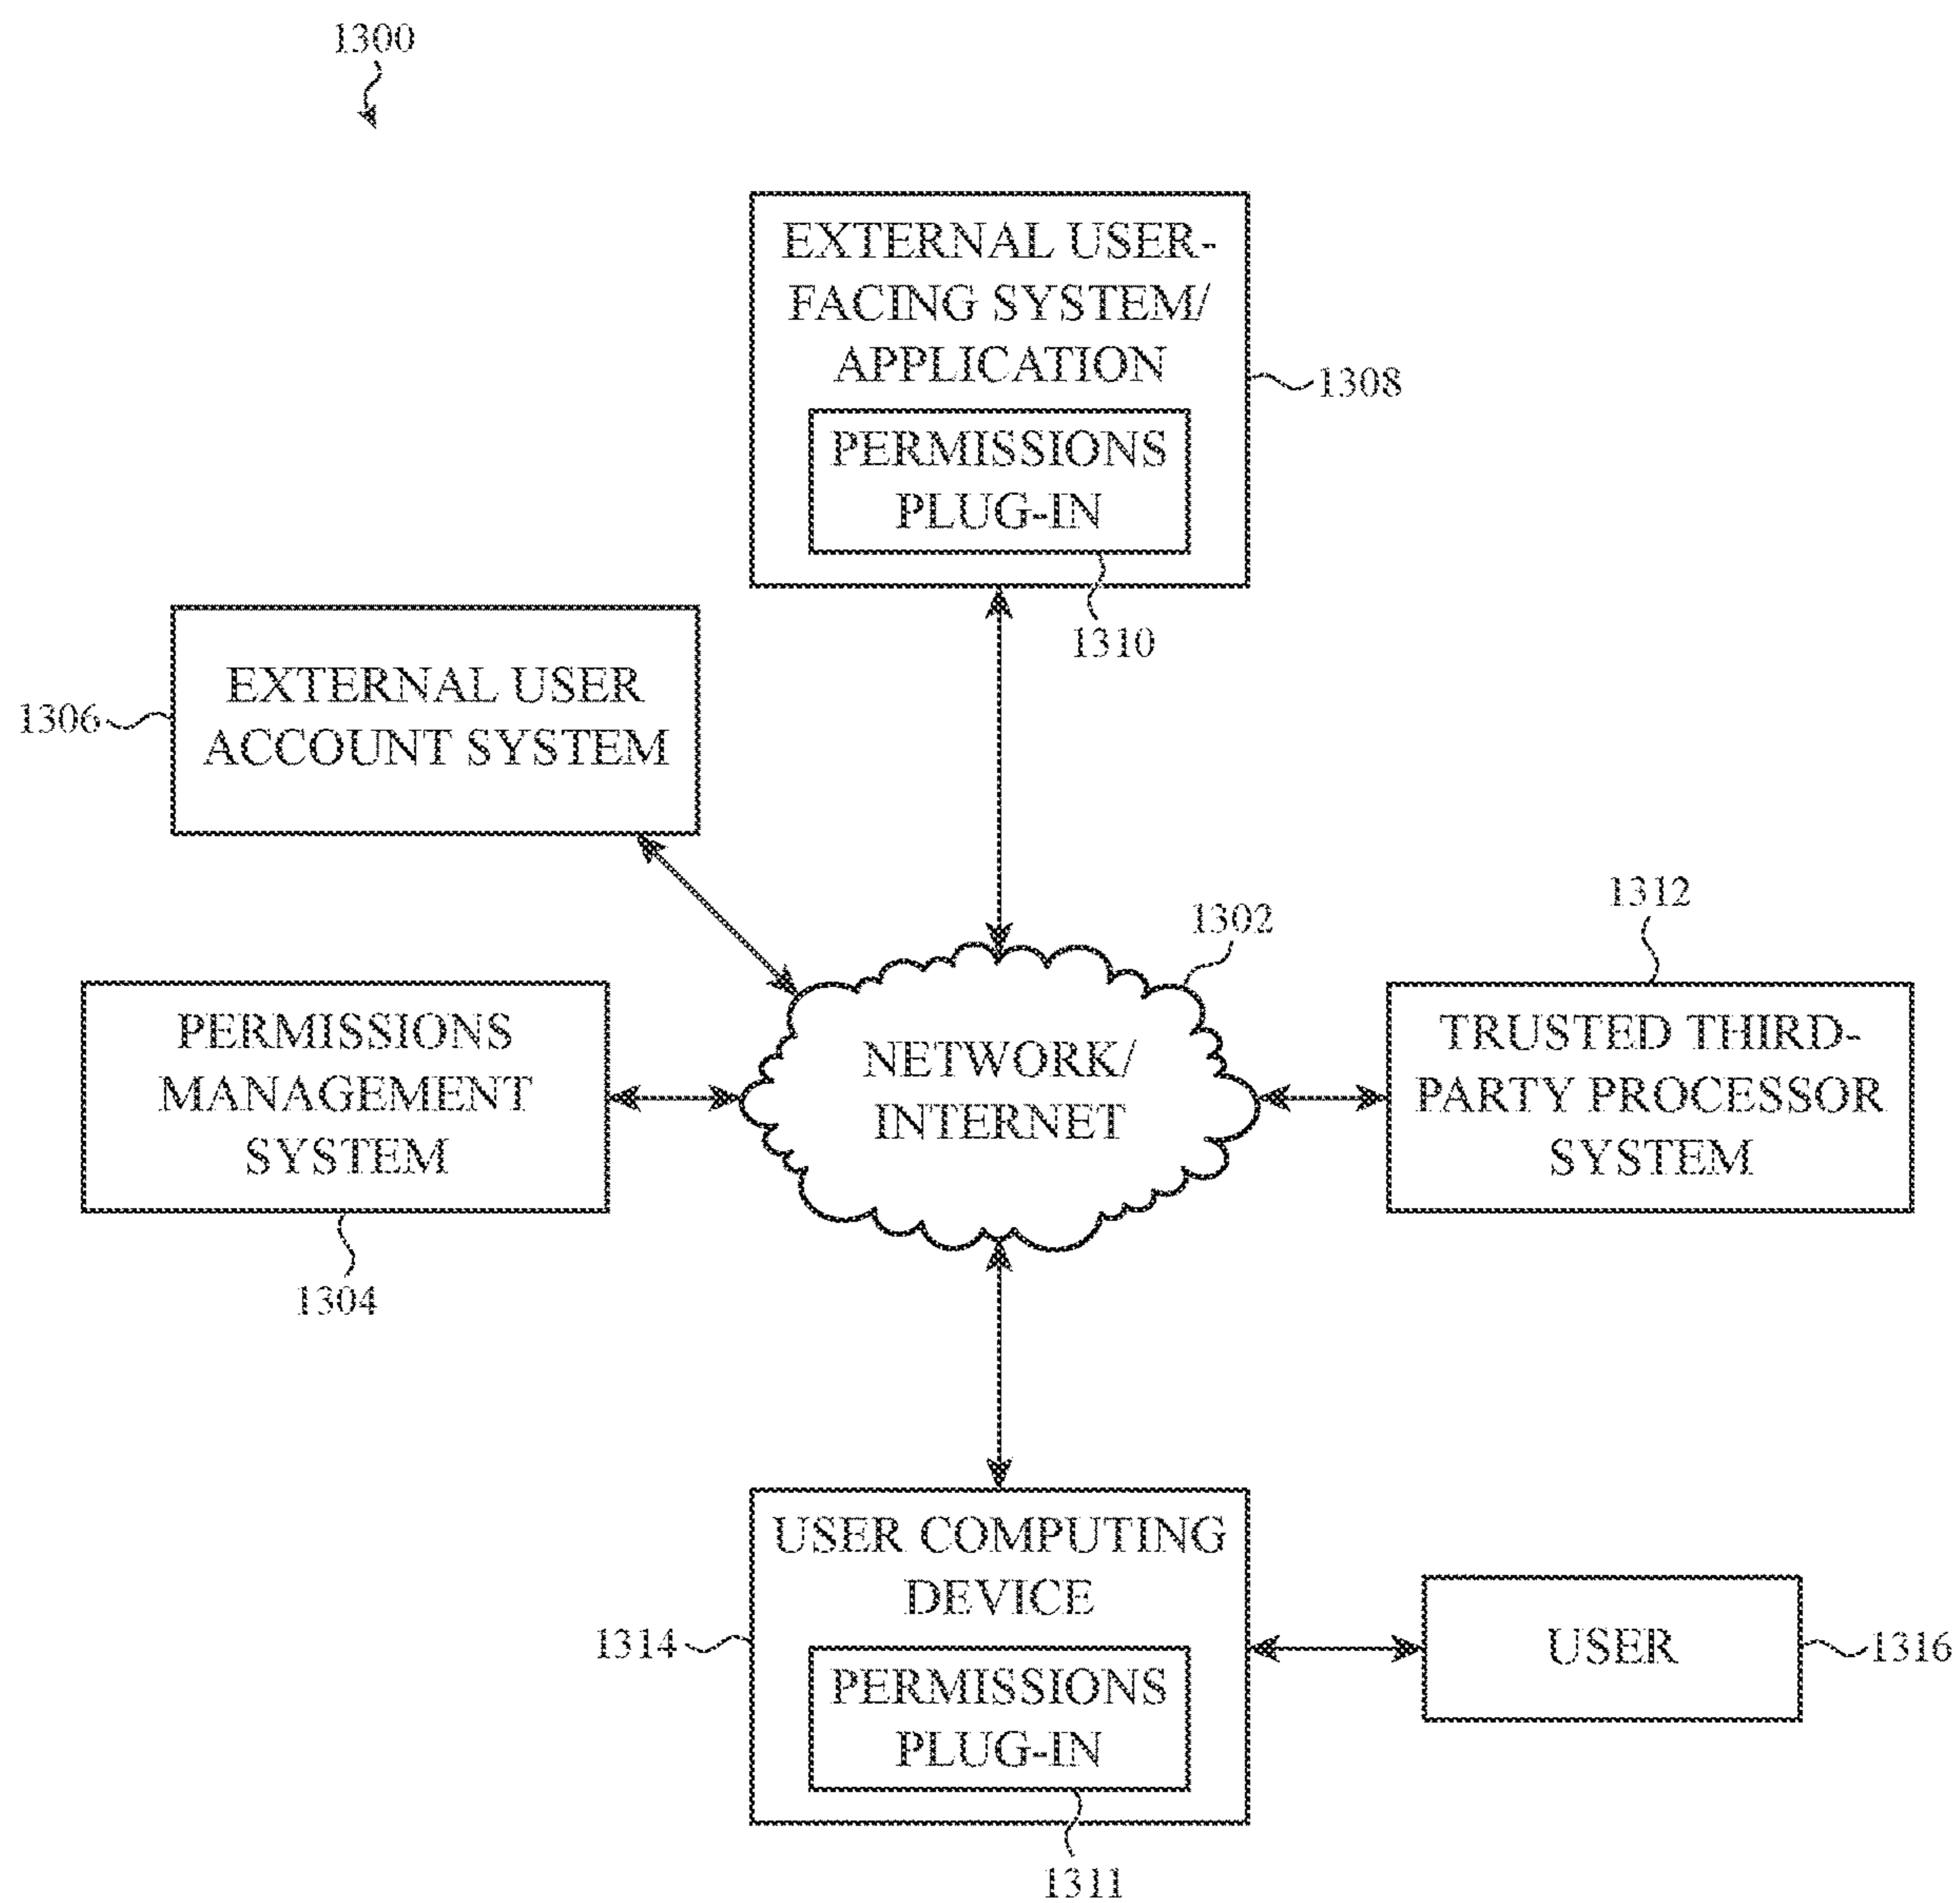 1300
EXTERNAL USER-
FACING SYSTEM/
APPLICATION
1308
PERMISSIONS
PLUG-IN
1310
EXTERNAL USER
ACCOUNT SYSTEM
1306
1302
1312
PERMISSIONS
MANAGEMENT
SYSTEM
1304
NETWORK/
INTERNET
TRUSTED THIRD-
PARTY PROCESSOR
SYSTEM
USER COMPUTING
DEVICE
1314
PERMISSIONS
PLUG-IN
1311
USER
1316